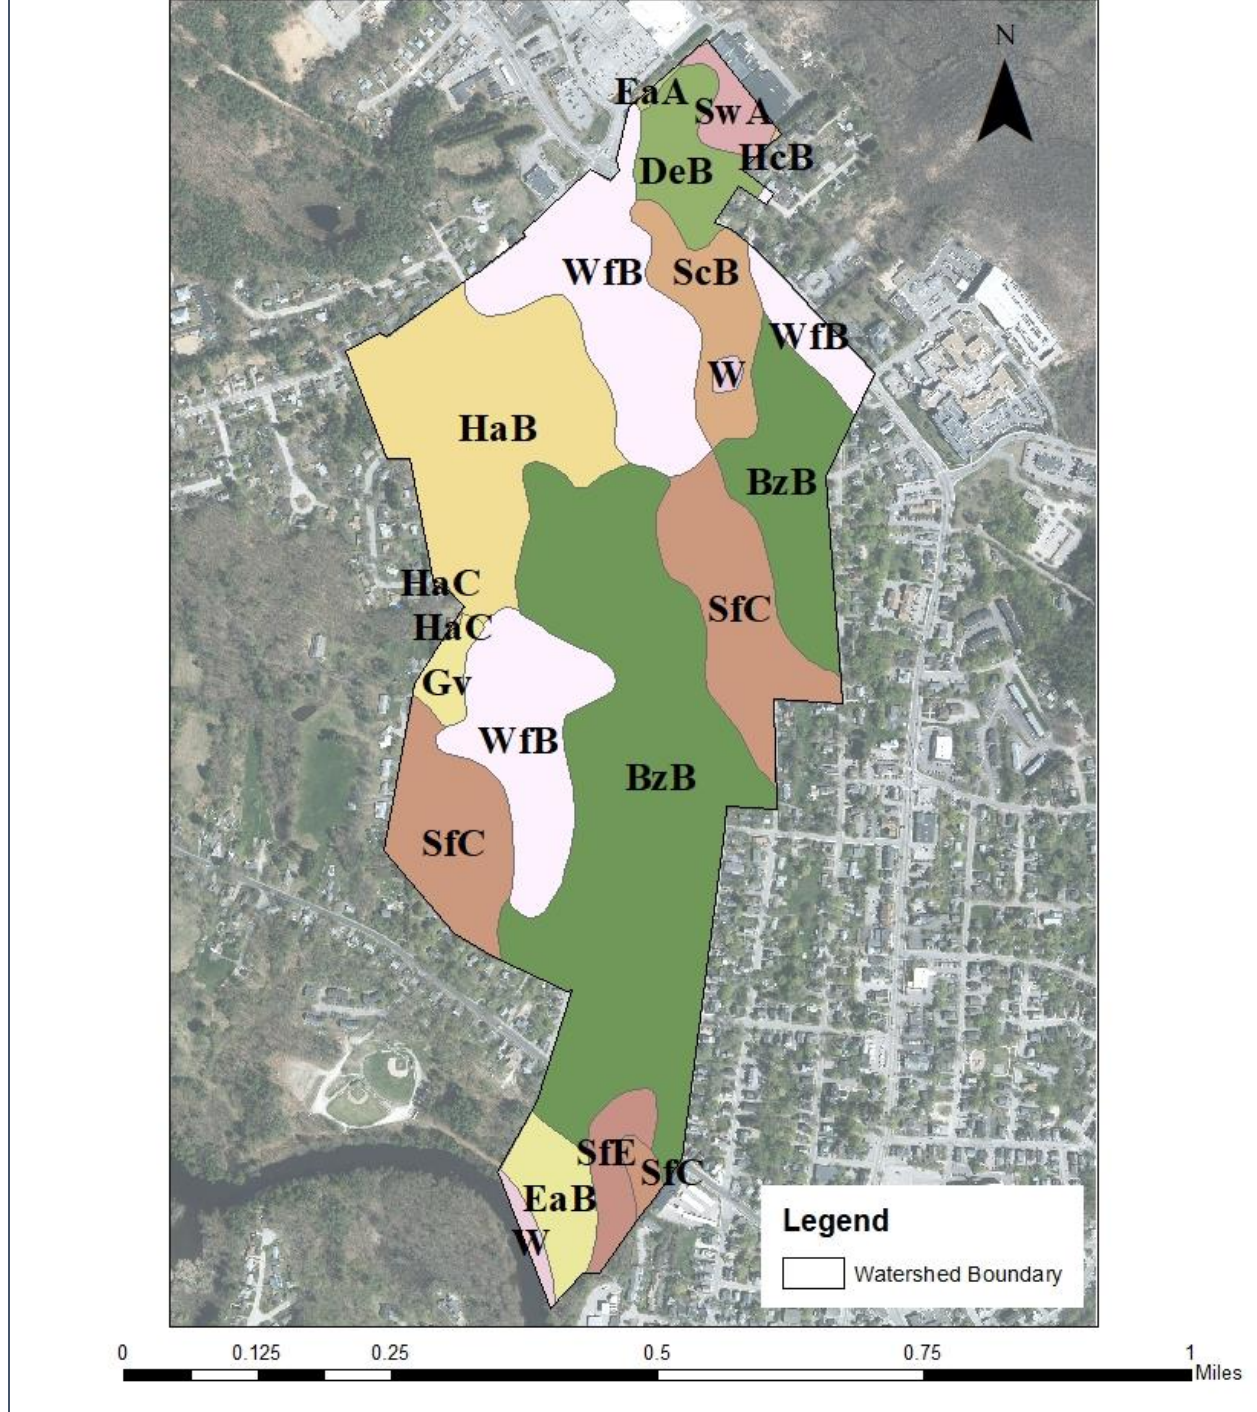 N
EaA
SwA
HcB
DeB
WfB
ScB
WfB
W
HaB
BzB
HaC
SfC
HaC
Gv
WfB
BzB
SfC
SfE
SfC
EaB
W
Legend
Watershed Boundary
0 0.125 0.25 0.5 0.75 1
Miles